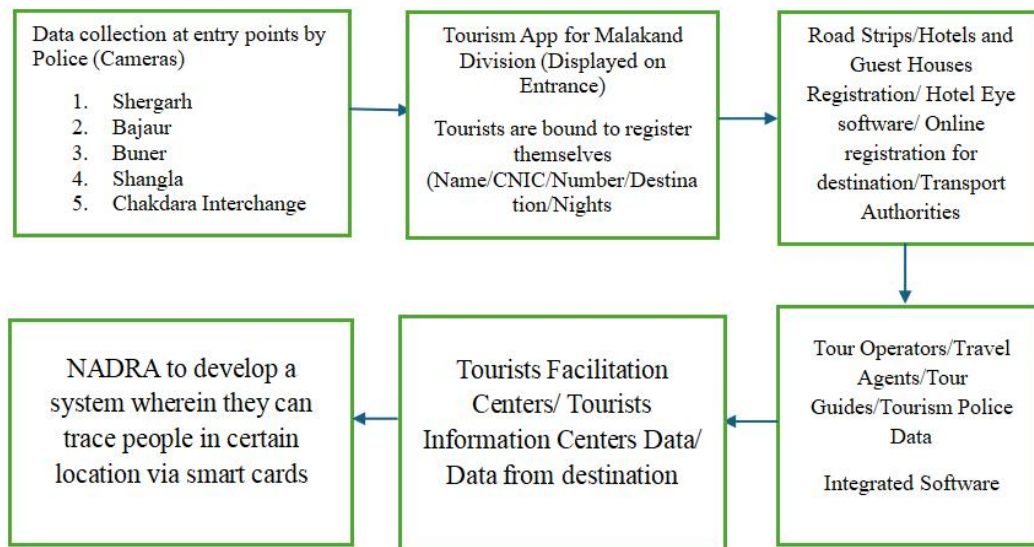 Data collection at entry points by
Police (Cameras)
1. Shergarh
2. Bajaur
3. Buner
4. Shangla
5. Chakdara Interchange
Tourism App for Malakand
Division (Displayed on
Entrance)
Tourists are bound to register
themselves
(Name/CNIC/Number/Destina
tion/Nights
Road Strips/Hotels and
Guest Houses
Registration/ Hotel Eye
software/ Online
registration for
destination/Transport
Authorities
Tour Operators/Travel
Agents/Tour
Guides/Tourism Police
Data
Integrated Software
Tourists Facilitation
Centers/ Tourists
Information Centers Data/
Data from destination
NADRA to develop a
system wherein they can
trace people in certain
location via smart cards